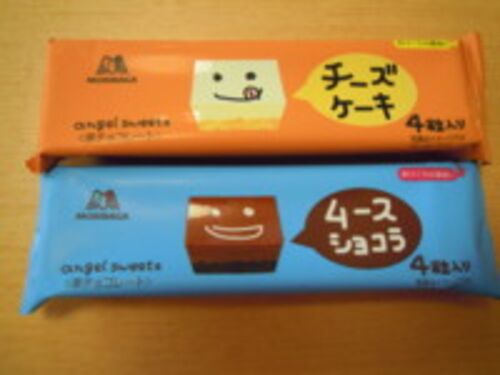 MORINAGA
angel sweets
チーズ
ケーキ
4粒入り
MORINAGA
angel sweets
ムース
ショコラ
4粒入り